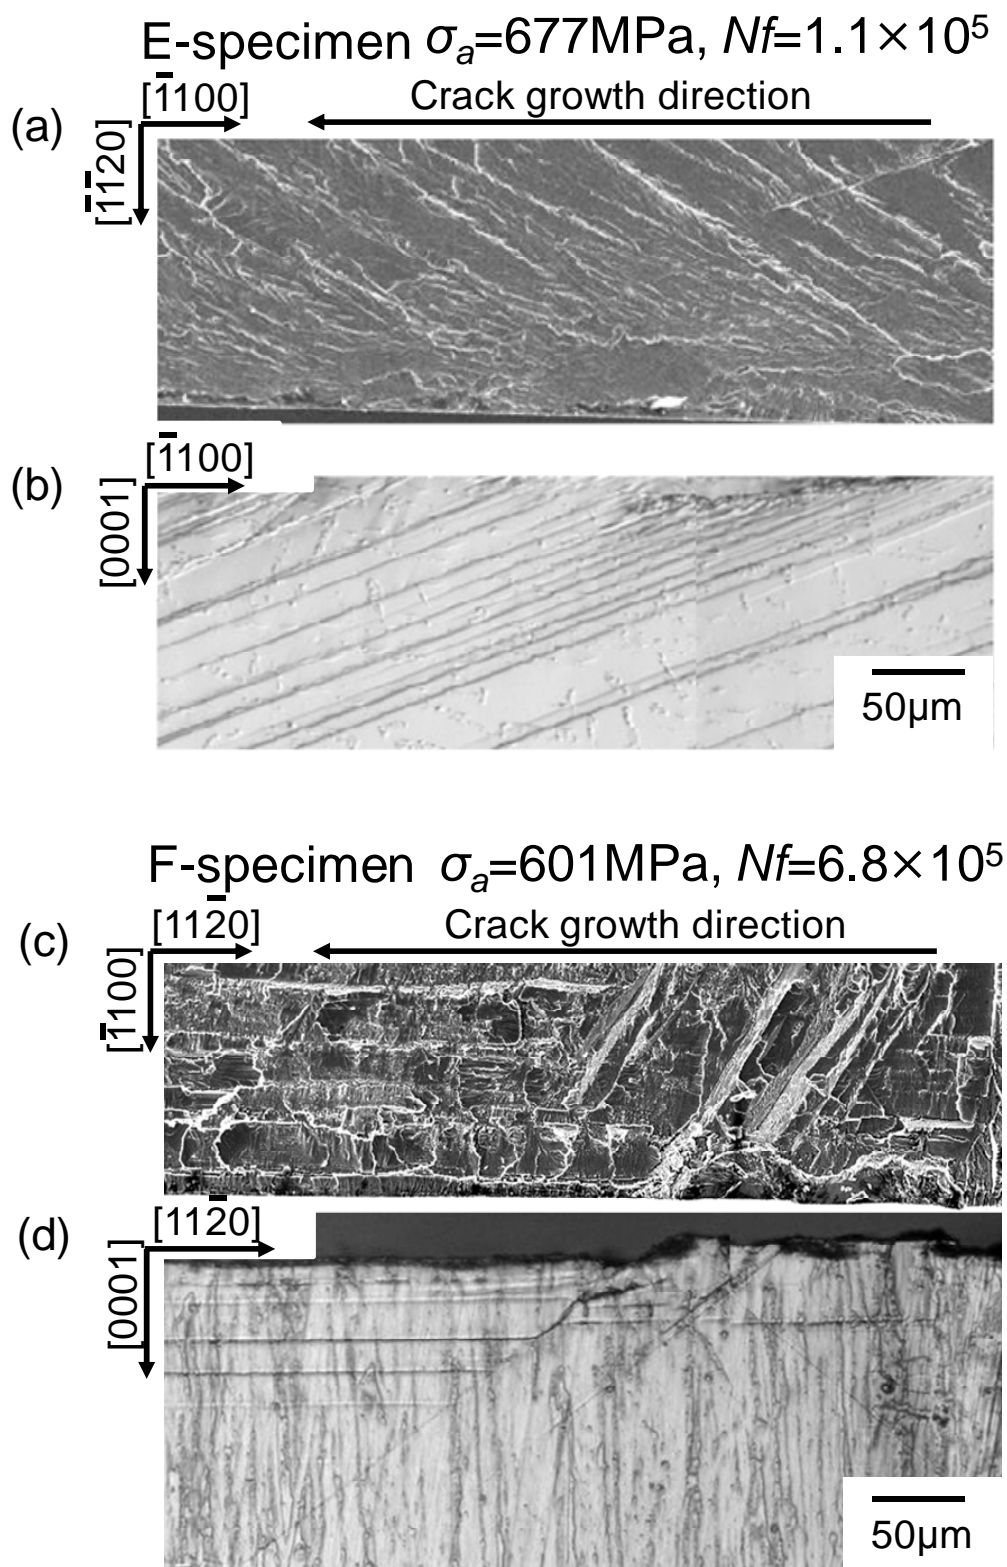 E-specimen σₐ=677MPa, Nf=1.1×10⁵
[1̄100] Crack growth direction
(a)
[1̄1̄20]
[1̄100]
(b)
[0001]
50μm
F-specimen σₐ=601MPa, Nf=6.8×10⁵
[112̄0] Crack growth direction
(c)
[1̄100]
[112̄0]
(d)
[0001]
50μm